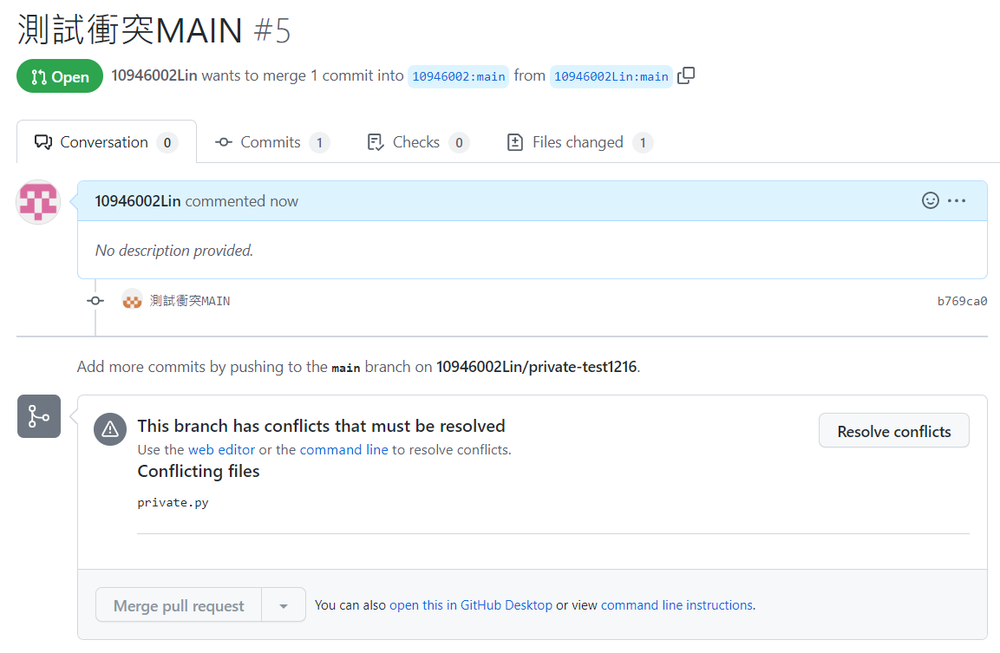 測試衝突MAIN #5
Open 10946002Lin wants to merge 1 commit into 10946002:main from 10946002Lin:main
Conversation 0 Commits 1 Checks 0 Files changed 1
10946002Lin commented now
No description provided.
測試衝突MAIN b769ca0
Add more commits by pushing to the main branch on 10946002Lin/private-test1216.
This branch has conflicts that must be resolved
Resolve conflicts
Use the web editor or the command line to resolve conflicts.
Conflicting files
private.py
Merge pull request You can also open this in GitHub Desktop or view command line instructions.